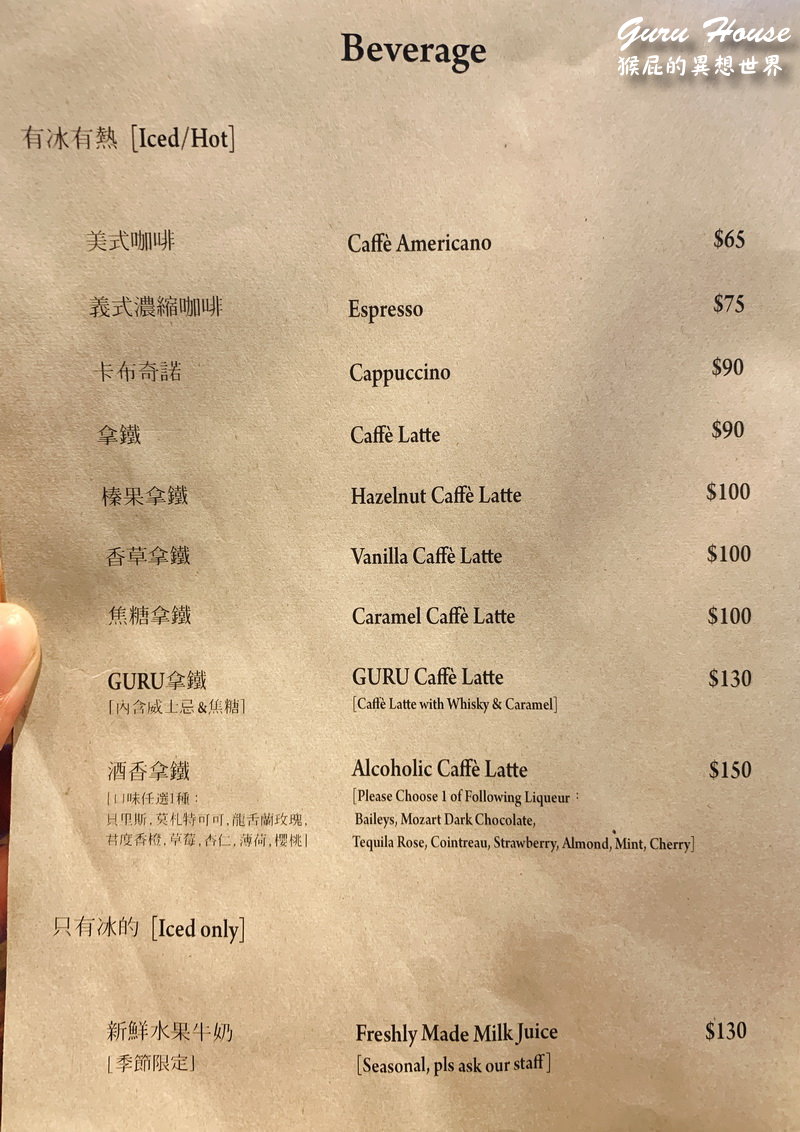 Guru House
猴屁的異想世界
Beverage
有冰有熱 [Iced/Hot]
美式咖啡 Caffè Americano $65
義式濃縮咖啡 Espresso $75
卡布奇諾 Cappuccino $90
拿鐵 Caffè Latte $90
榛果拿鐵 Hazelnut Caffè Latte $100
香草拿鐵 Vanilla Caffè Latte $100
焦糖拿鐵 Caramel Caffè Latte $100
GURU拿鐵 GURU Caffè Latte $130
[內含威士忌&焦糖] [Caffè Latte with Whisky & Caramel]
酒香拿鐵 Alcoholic Caffè Latte $150
[口味任選1種： [Please Choose 1 of Following Liqueur：
貝里斯,莫札特可可,龍舌蘭玫瑰, Baileys, Mozart Dark Chocolate,
君度香橙,草莓,杏仁,薄荷,櫻桃] Tequila Rose, Cointreau, Strawberry, Almond, Mint, Cherry]
只有冰的 [Iced only]
新鮮水果牛奶 Freshly Made Milk Juice $130
[季節限定] [Seasonal, pls ask our staff]